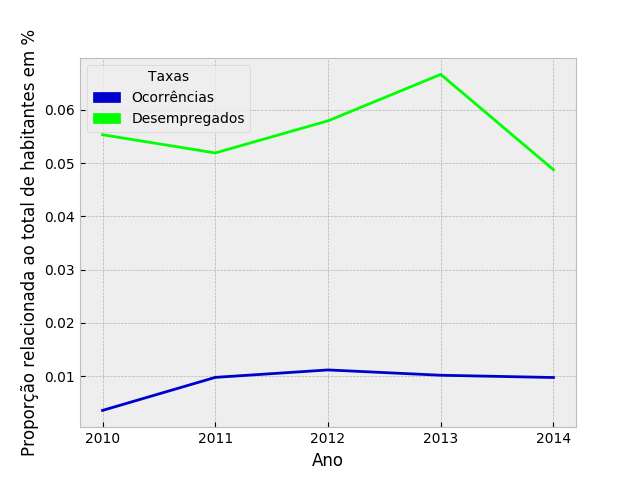 Proporção relacionada ao total de habitantes em %
Taxas
Ocorrências
Desempregados
0.06
0.05
0.04
0.03
0.02
0.01
2010 2011 2012 2013 2014
Ano